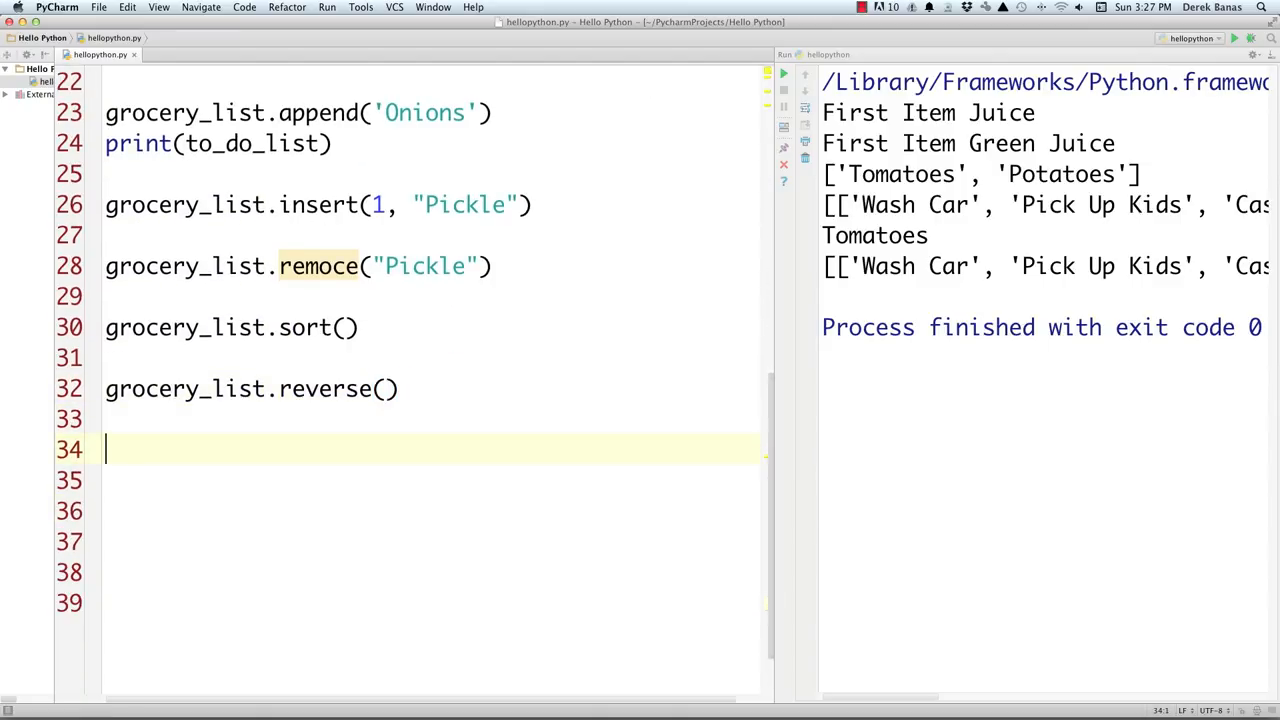 PyCharm File Edit View Navigate Code Refactor Run Tools VCS Window Help 10 Sun 3:27 PM Derek Banas
hellopython.py - Hello Python - [~/PycharmProjects/Hello Python]
Hello Python hellopython.py hellopython
hellopython.py Run hellopython
Hello P
hell
Externa
22
23 grocery_list.append('Onions')
24 print(to_do_list)
25
26 grocery_list.insert(1, "Pickle")
27
28 grocery_list.remoce("Pickle")
29
30 grocery_list.sort()
31
32 grocery_list.reverse()
33
34
35
36
37
38
39
/Library/Frameworks/Python.framewo
First Item Juice
First Item Green Juice
['Tomatoes', 'Potatoes']
[['Wash Car', 'Pick Up Kids', 'Cas
Tomatoes
[['Wash Car', 'Pick Up Kids', 'Cas
Process finished with exit code 0
34:1 LF UTF-8